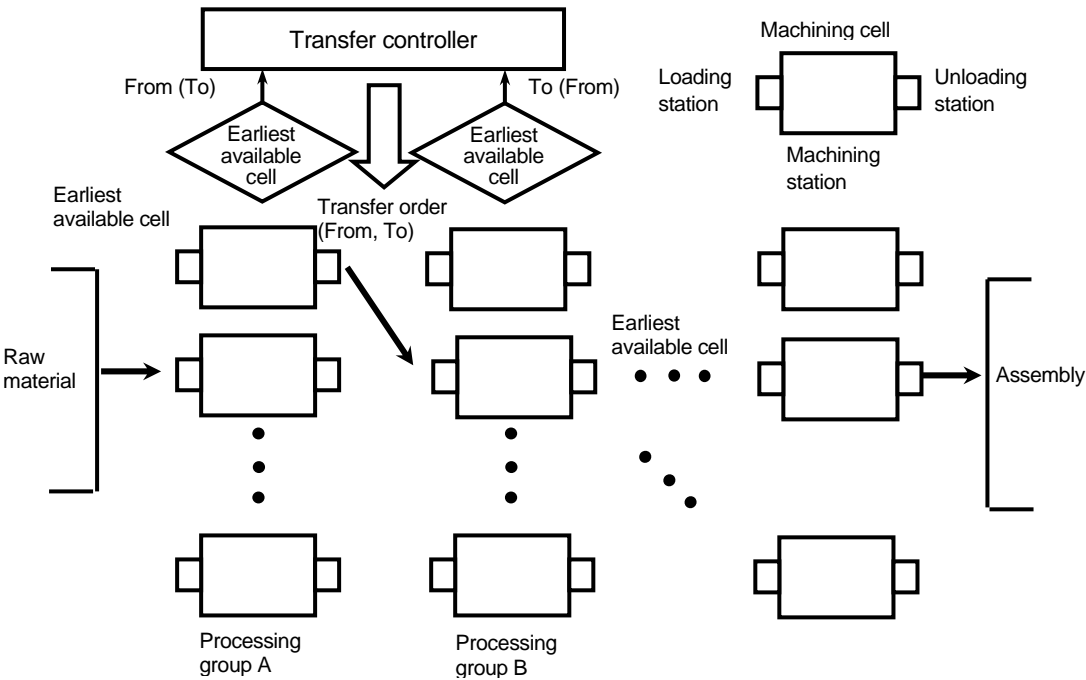 Transfer controller
Machining cell
From (To)
To (From)
Loading
station
Unloading
station
Earliest
available
cell
Earliest
available
cell
Machining
station
Earliest
available cell
Transfer order
(From, To)
Earliest
available cell
Raw
material
Assembly
Processing
group A
Processing
group B